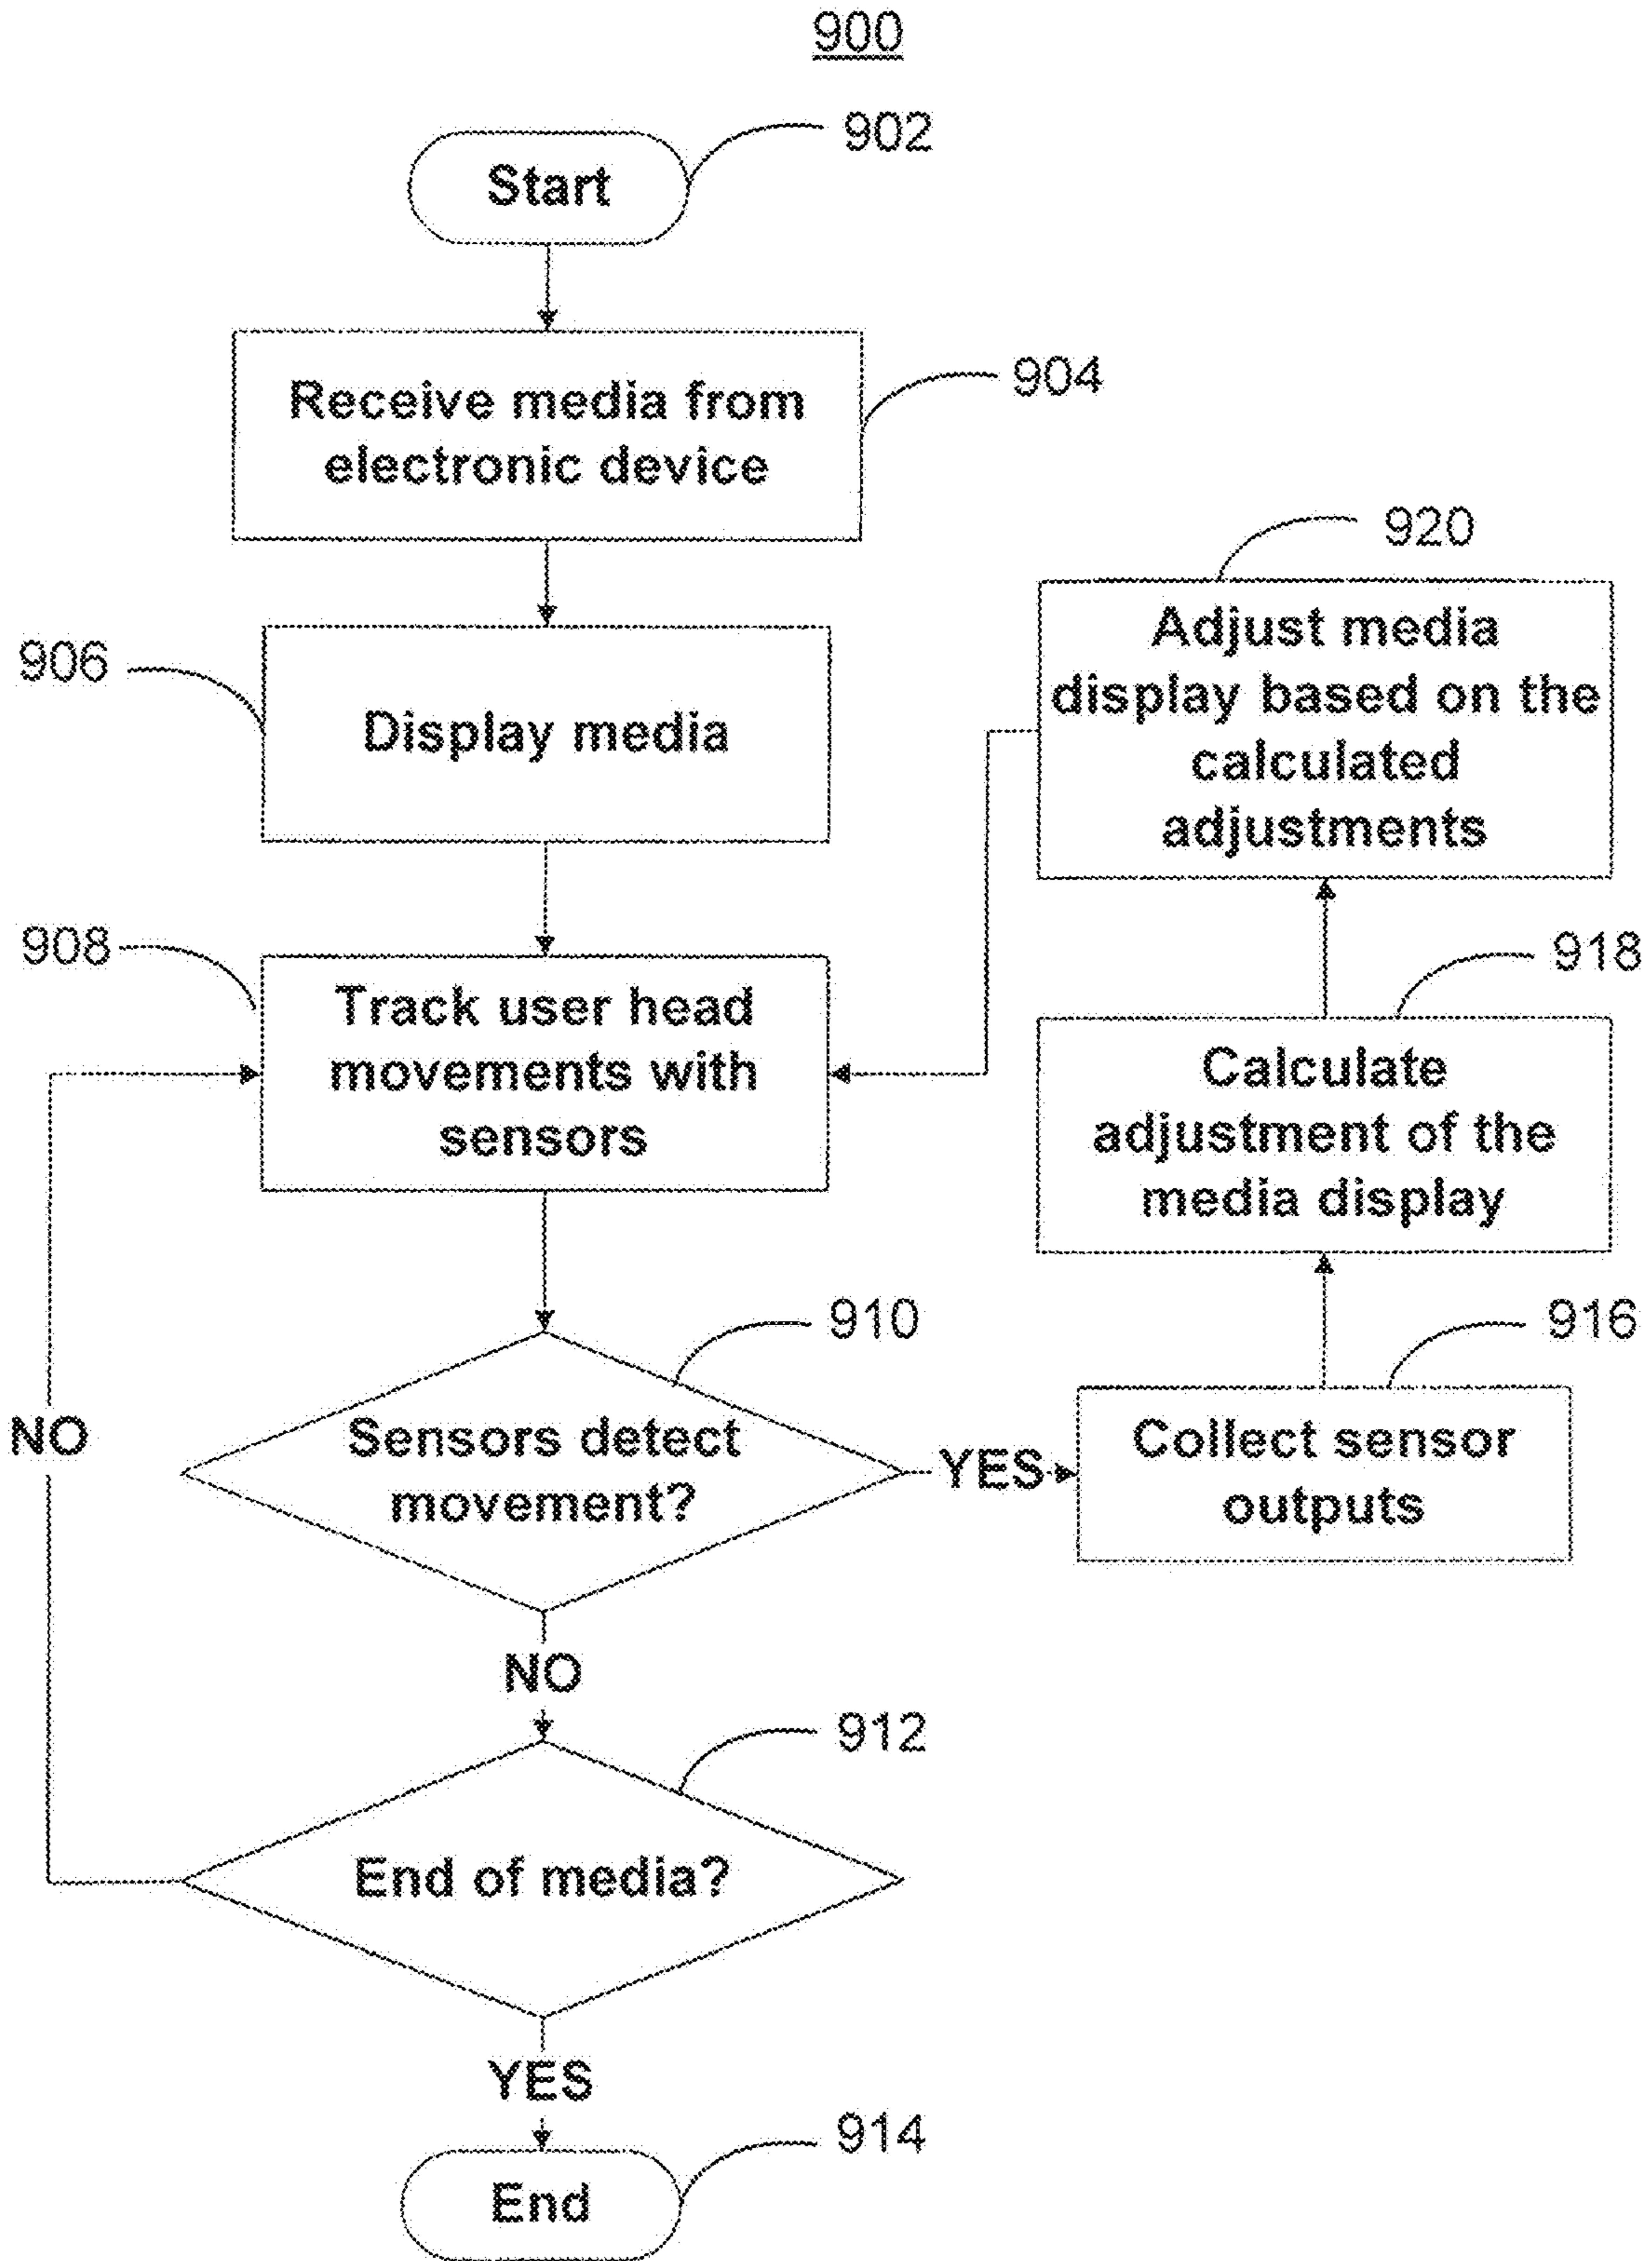 900
Start
902
Receive media from
electronic device
904
Display media
906
Track user head
movements with
sensors
908
Sensors detect
movement?
910
YES
NO
Collect sensor
outputs
916
Calculate
adjustment of the
media display
918
Adjust media
display based on the
calculated
adjustments
920
End of media?
912
NO
YES
End
914